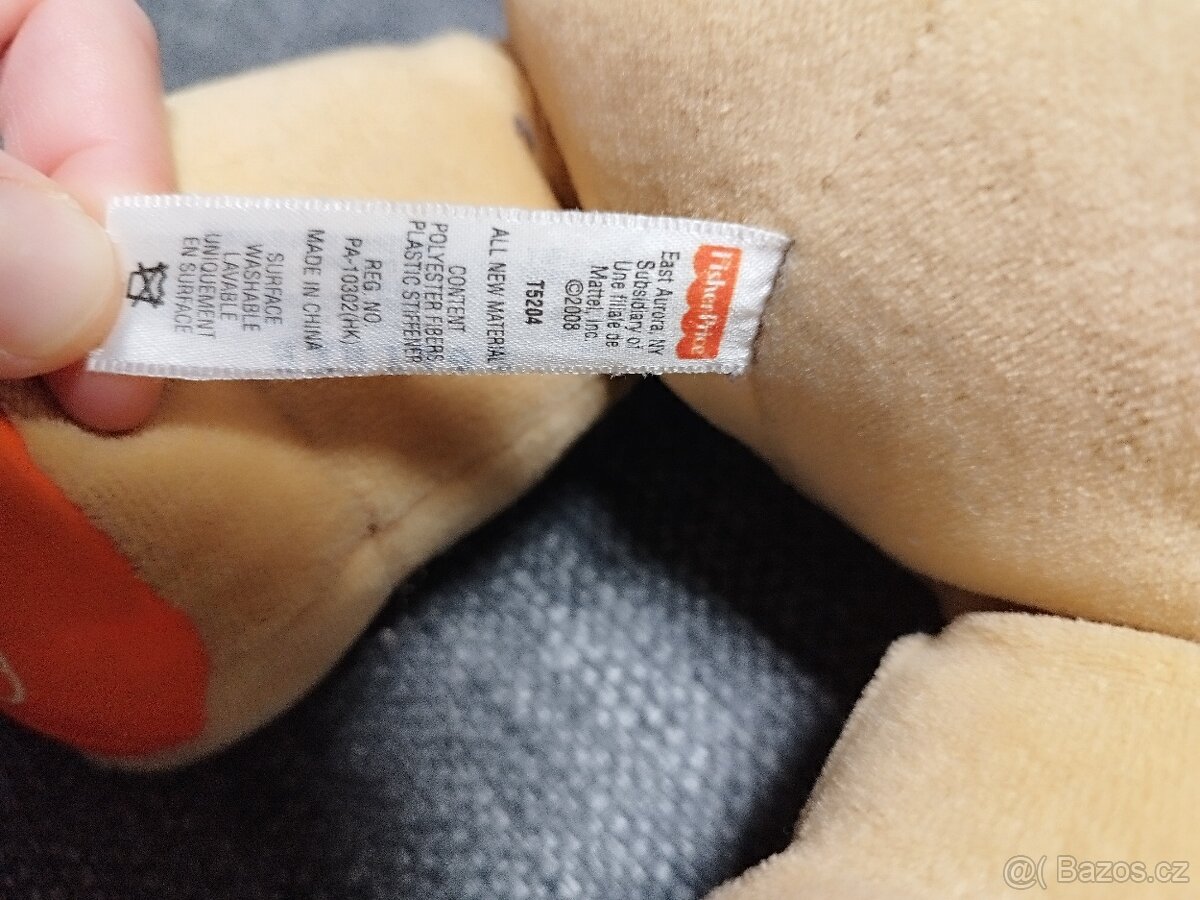 Fisher-Price
East Aurora, NY
Subsidiary of
Une filiale de
Mattel, Inc.
©2008
T5204
ALL NEW MATERIAL
CONTENT
POLYESTER FIBERS
PLASTIC STIFFENER
REG. NO.
PA-10302(HK)
MADE IN CHINA
SURFACE
WASHABLE
LAVABLE
UNIQUEMENT
EN SURFACE
@( Bazos.cz